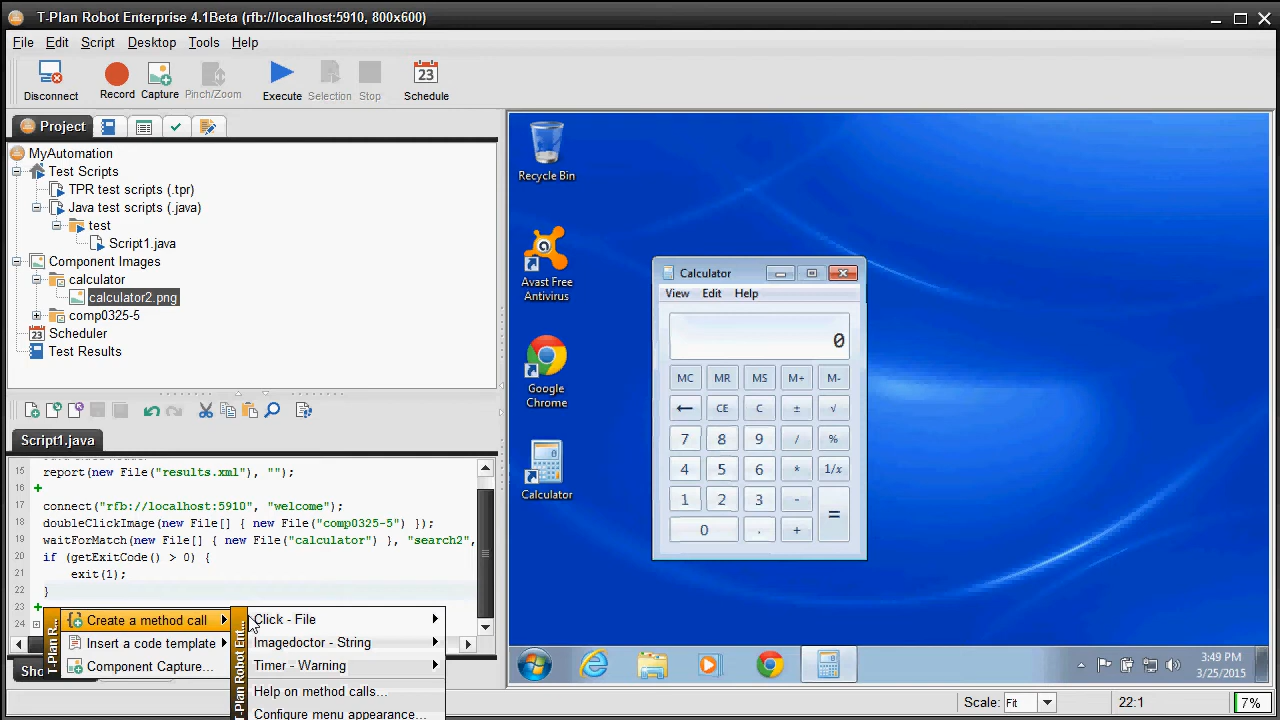 T-Plan Robot Enterprise 4.1Beta (rfb://localhost:5910, 800x600)
File Edit Script Desktop Tools Help
Disconnect Record Capture Pinch/Zoom Execute Selection Stop 23 Schedule
Project
MyAutomation
Test Scripts
TPR test scripts (.tpr)
Java test scripts (.java)
test
Script1.java
Component Images
calculator
calculator2.png
comp0325-5
23 Scheduler
Test Results
Script1.java
15 report(new File("results.xml"), "");
16
17 connect("rfb://localhost:5910", "welcome");
18 doubleClickImage(new File[] { new File("comp0325-5") });
19 waitForMatch(new File[] { new File("calculator") }, "search2",
20 if (getExitCode() > 0) {
21 exit(1);
22 }
23
24
Sho
T-Plan R...
Create a method call
Insert a code template
Component Capture...
T-Plan Robot Ent...
Click - File
Imagedoctor - String
Timer - Warning
Help on method calls...
Configure menu appearance...
Recycle Bin
Avast Free
Antivirus
Google
Chrome
Calculator
Calculator
View Edit Help
0
MC MR MS M+ M-
← CE C ± √
7 8 9 / %
4 5 6 * 1/x
1 2 3 - =
0 . +
3:49 PM
3/25/2015
Scale: Fit 22:1 7%